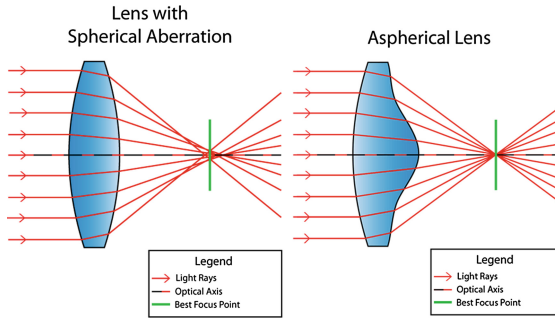 Lens with
Spherical Aberration
Aspherical Lens
Legend
Light Rays
Optical Axis
Best Focus Point
Legend
Light Rays
Optical Axis
Best Focus Point